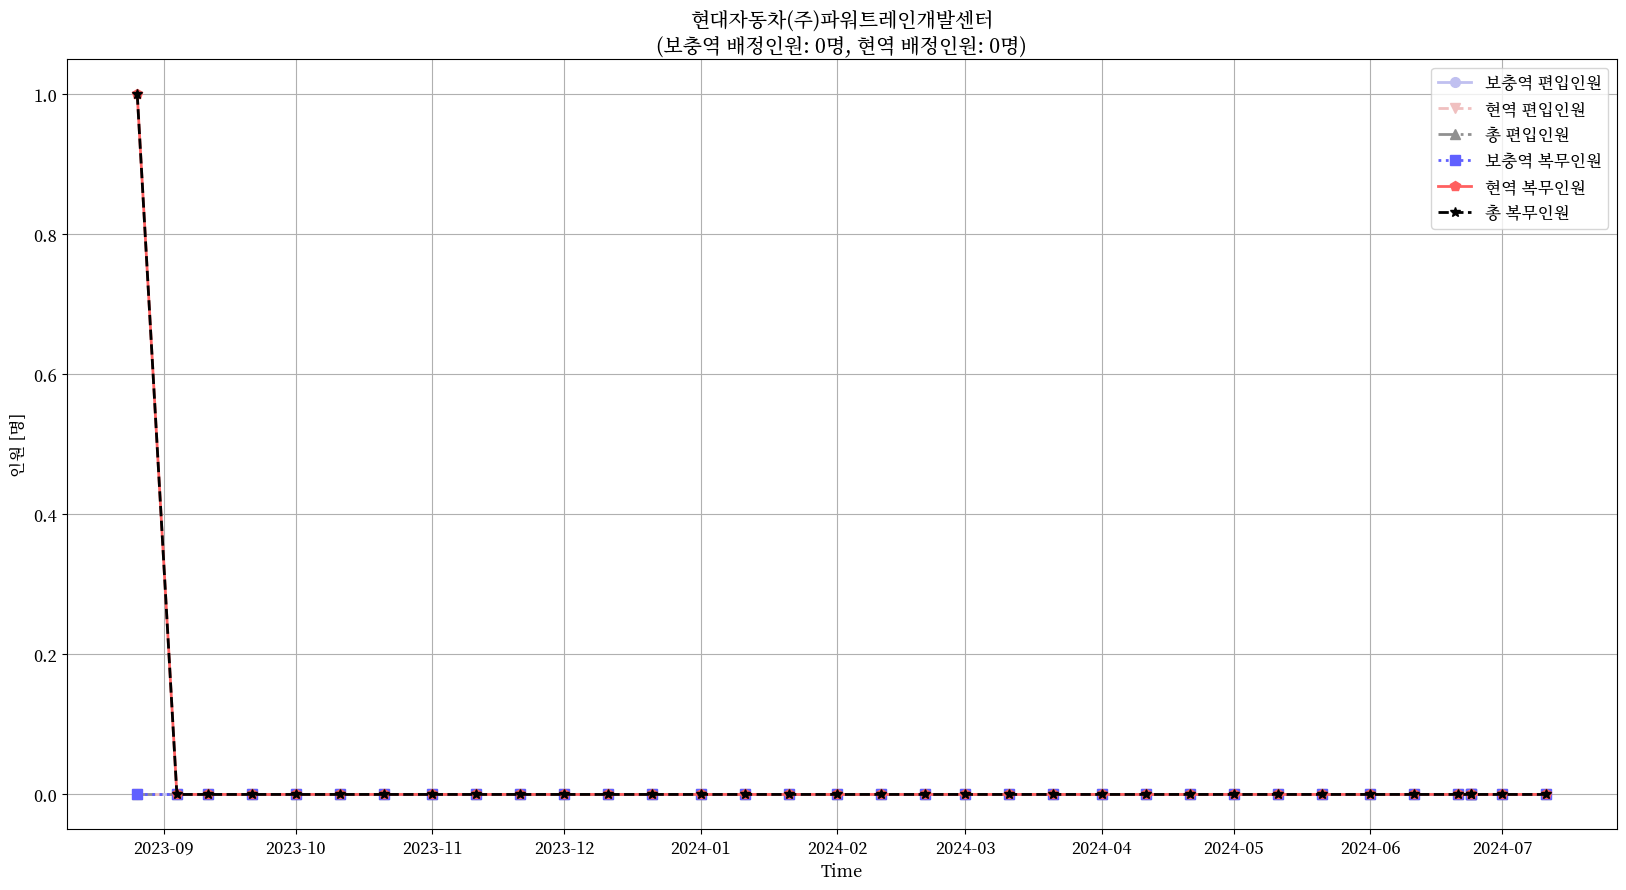 현대자동차(주)파워트레인개발센터
(보충역 배정인원: 0명, 현역 배정인원: 0명)
보충역 편입인원
현역 편입인원
총 편입인원
보충역 복무인원
현역 복무인원
총 복무인원
인원 [명]
1.0
0.8
0.6
0.4
0.2
0.0
2023-09 2023-10 2023-11 2023-12 2024-01 2024-02 2024-03 2024-04 2024-05 2024-06 2024-07
Time